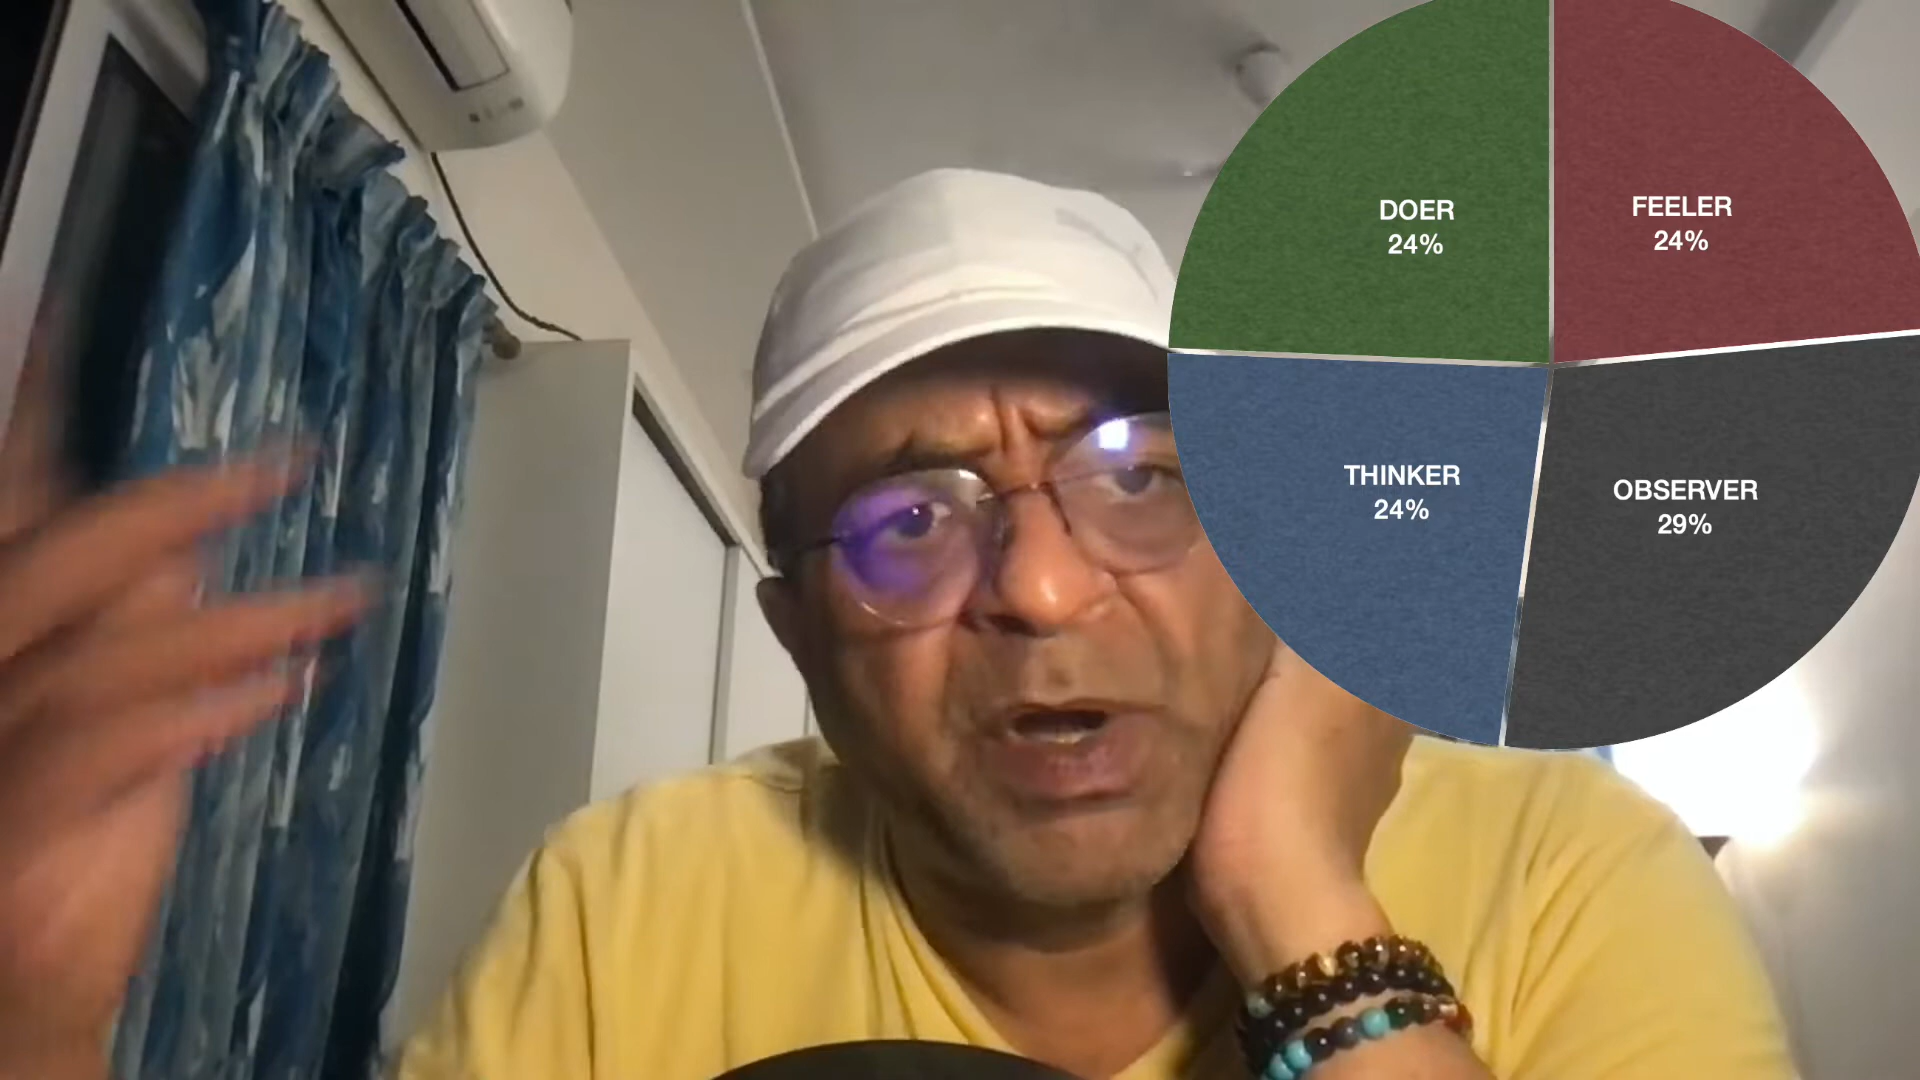 DOER
24%
FEELER
24%
THINKER
24%
OBSERVER
29%